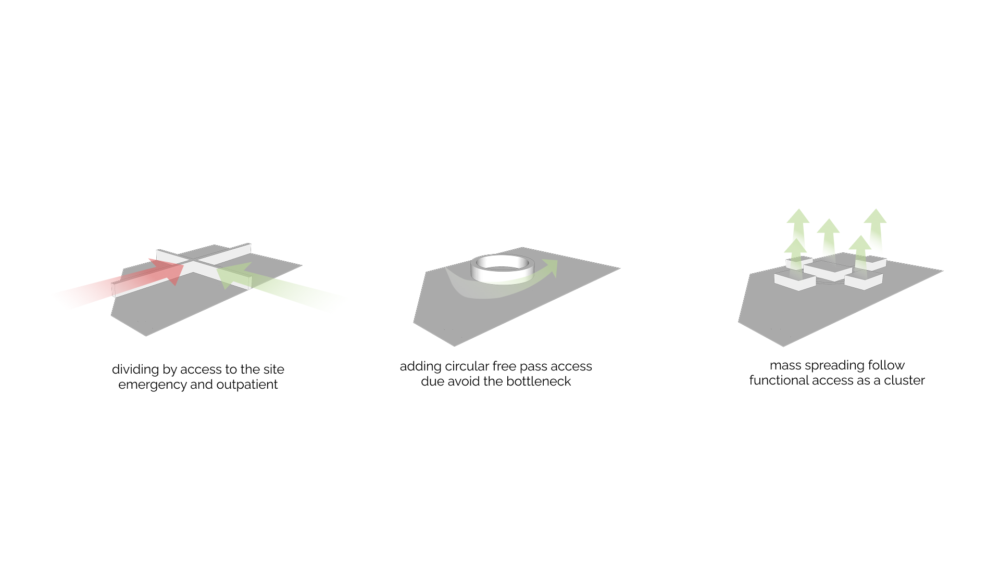 dividing by access to the site
emergency and outpatient
adding circular free pass access
due avoid the bottleneck
mass spreading follow
functional access as a cluster